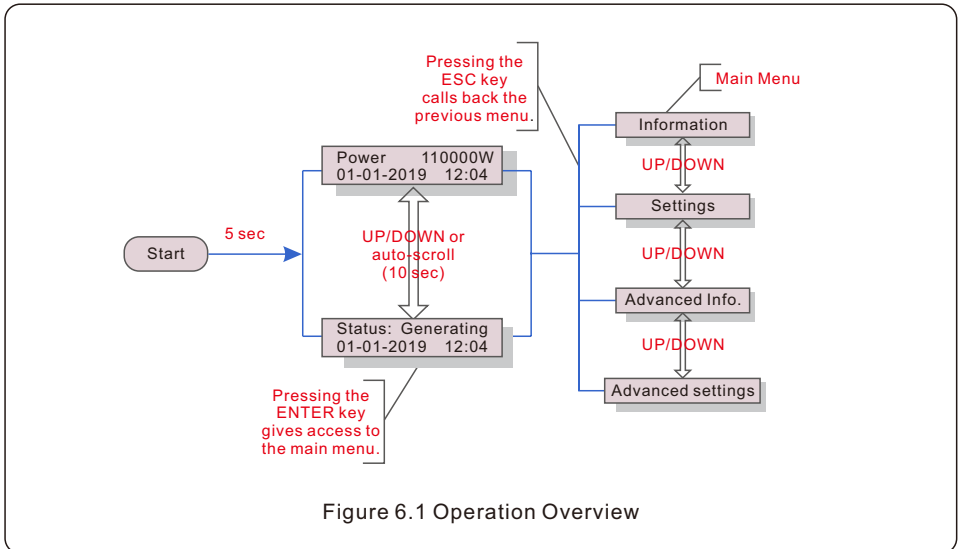 Pressing the
ESC key
calls back the
previous menu.
Main Menu
Information
UP/DOWN
Settings
UP/DOWN
Advanced Info.
UP/DOWN
Advanced settings
Power 110000W
01-01-2019 12:04
Start
5 sec
UP/DOWN or
auto-scroll
(10 sec)
Status: Generating
01-01-2019 12:04
Pressing the
ENTER key
gives access to
the main menu.
Figure 6.1 Operation Overview